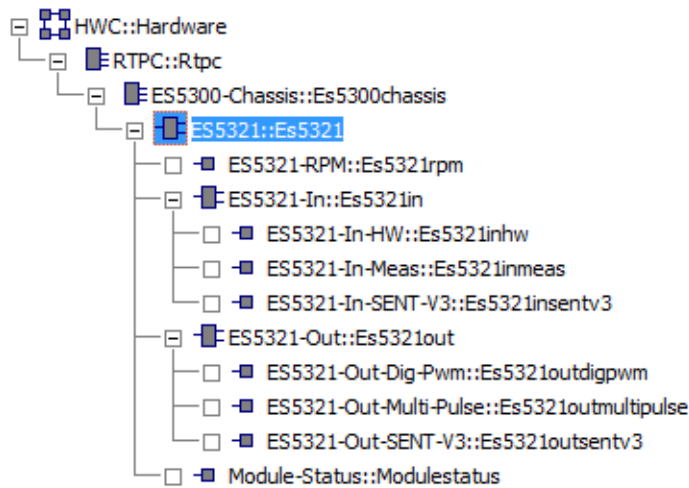 HWC::Hardware
RTPC::Rtpc
ES5300-Chassis::Es5300chassis
ES5321::Es5321
ES5321-RPM::Es5321rpm
ES5321-In::Es5321in
ES5321-In-HW::Es5321inhw
ES5321-In-Meas::Es5321inmeas
ES5321-In-SENT-V3::Es5321insentv3
ES5321-Out::Es5321out
ES5321-Out-Dig-Pwm::Es5321outdigpwm
ES5321-Out-Multi-Pulse::Es5321outmultipulse
ES5321-Out-SENT-V3::Es5321outsentv3
Module-Status::Modulestatus